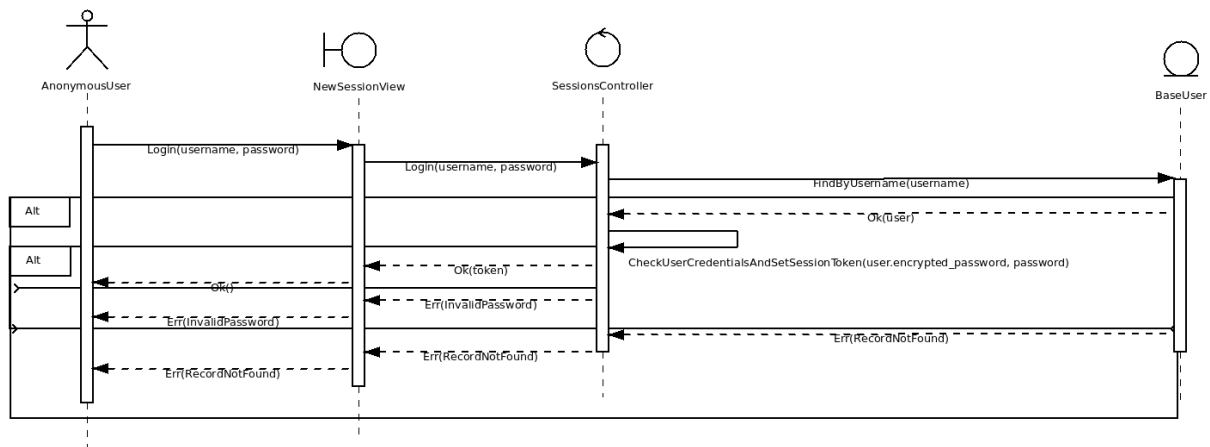 AnonymousUser
NewSessionView
SessionsController
BaseUser
Login(username, password)
Login(username, password)
FindByUsername(username)
Alt
Ok(user)
Alt
CheckUserCredentialsAndSetSessionToken(user.encrypted_password, password)
Ok(token)
Ok()
Err(InvalidPassword)
Err(InvalidPassword)
Err(RecordNotFound)
Err(RecordNotFound)
Err(RecordNotFound)